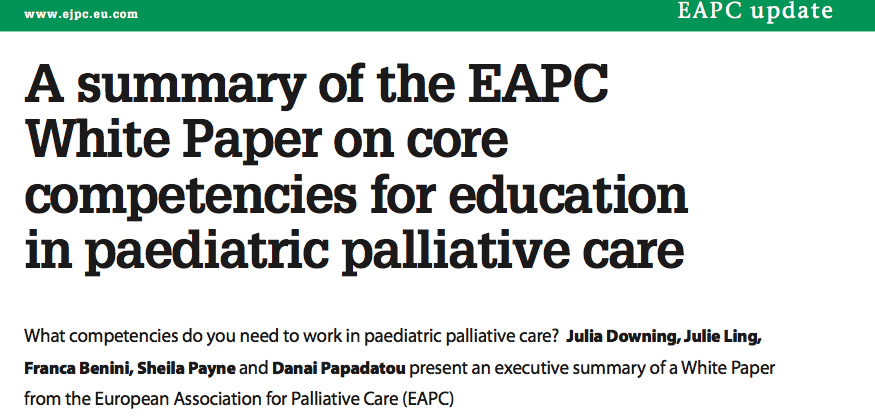 www.ejpc.eu.com
EAPC update
A summary of the EAPC
White Paper on core
competencies for education
in paediatric palliative care
What competencies do you need to work in paediatric palliative care? Julia Downing, Julie Ling,
Franca Benini, Sheila Payne and Danai Papadatou present an executive summary of a White Paper
from the European Association for Palliative Care (EAPC)